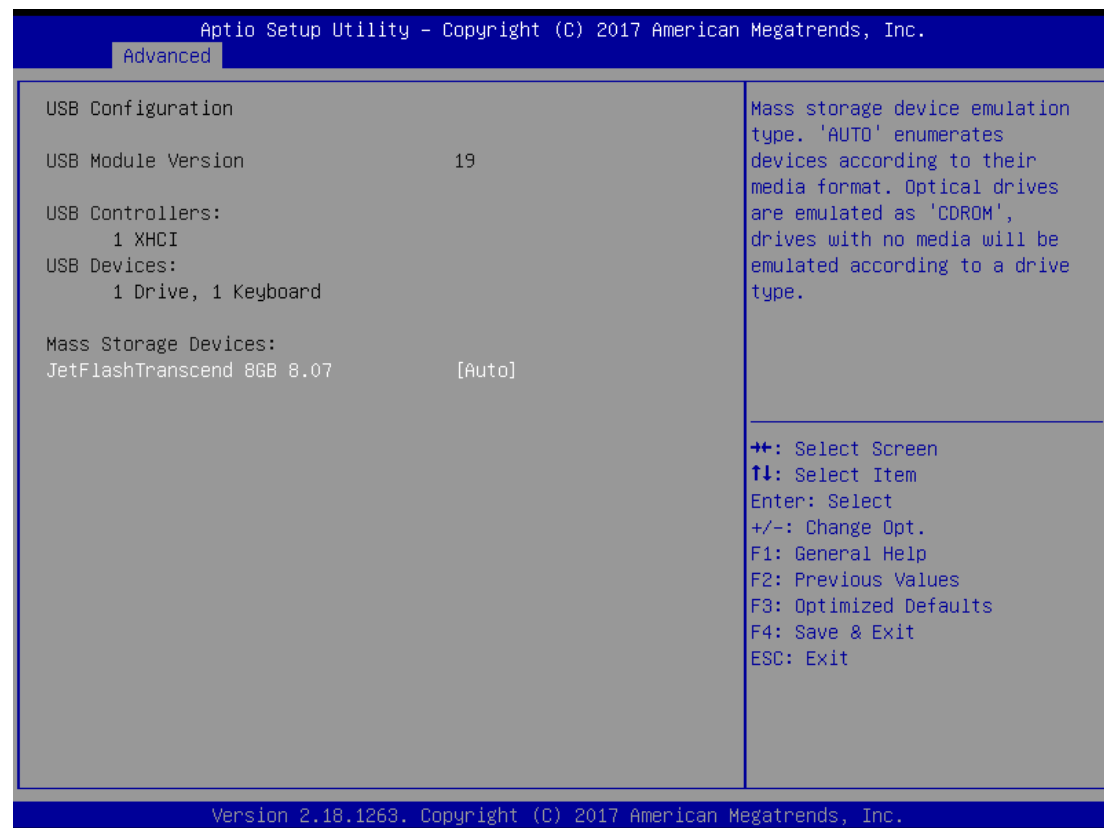 Aptio Setup Utility – Copyright (C) 2017 American Megatrends, Inc.
Advanced
USB Configuration
USB Module Version 19
USB Controllers:
1 XHCI
USB Devices:
1 Drive, 1 Keyboard
Mass Storage Devices:
JetFlashTranscend 8GB 8.07 [Auto]
Mass storage device emulation
type. 'AUTO' enumerates
devices according to their
media format. Optical drives
are emulated as 'CDROM',
drives with no media will be
emulated according to a drive
type.
→←: Select Screen
↑↓: Select Item
Enter: Select
+/-: Change Opt.
F1: General Help
F2: Previous Values
F3: Optimized Defaults
F4: Save & Exit
ESC: Exit
Version 2.18.1263. Copyright (C) 2017 American Megatrends, Inc.